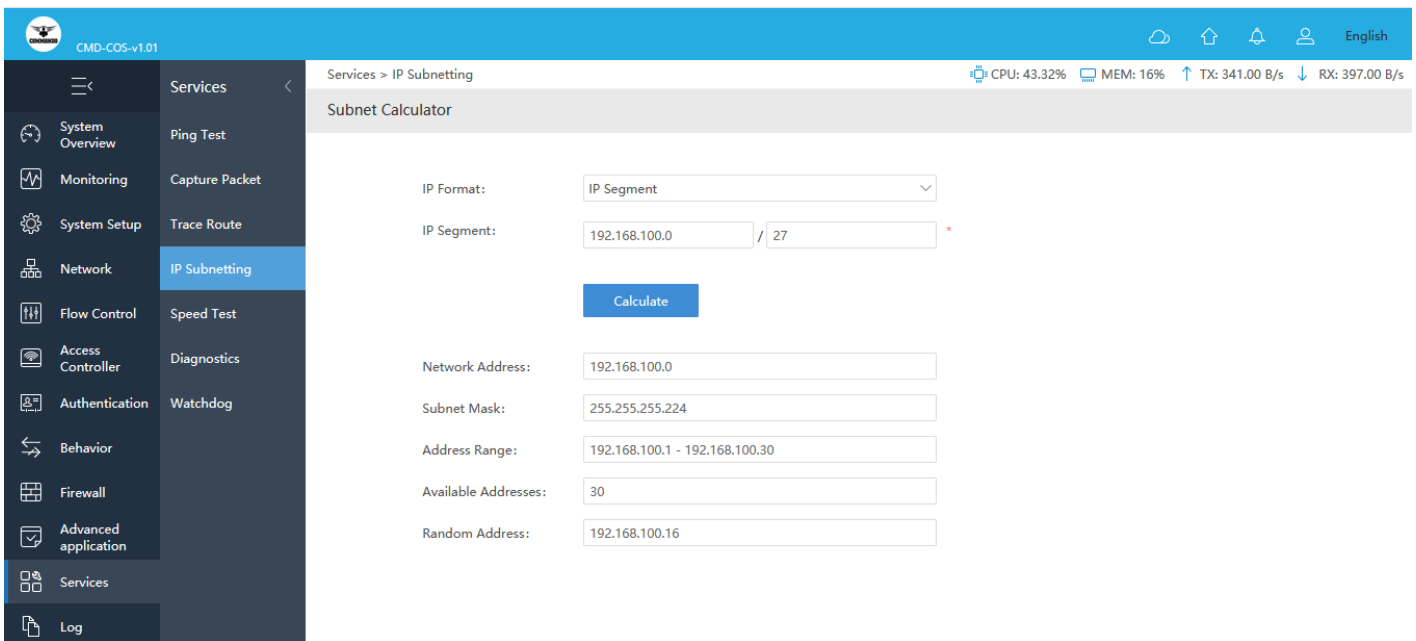 COMMANDO
CMD-COS-v1.01
English
Services
Services > IP Subnetting
CPU: 43.32%
MEM: 16%
TX: 341.00 B/s
RX: 397.00 B/s
Subnet Calculator
System
Overview
Monitoring
System Setup
Network
Flow Control
Access
Controller
Authentication
Behavior
Firewall
Advanced
application
Services
Log
Ping Test
Capture Packet
Trace Route
IP Subnetting
Speed Test
Diagnostics
Watchdog
IP Format: IP Segment
IP Segment: 192.168.100.0 / 27 *
Calculate
Network Address: 192.168.100.0
Subnet Mask: 255.255.255.224
Address Range: 192.168.100.1 - 192.168.100.30
Available Addresses: 30
Random Address: 192.168.100.16